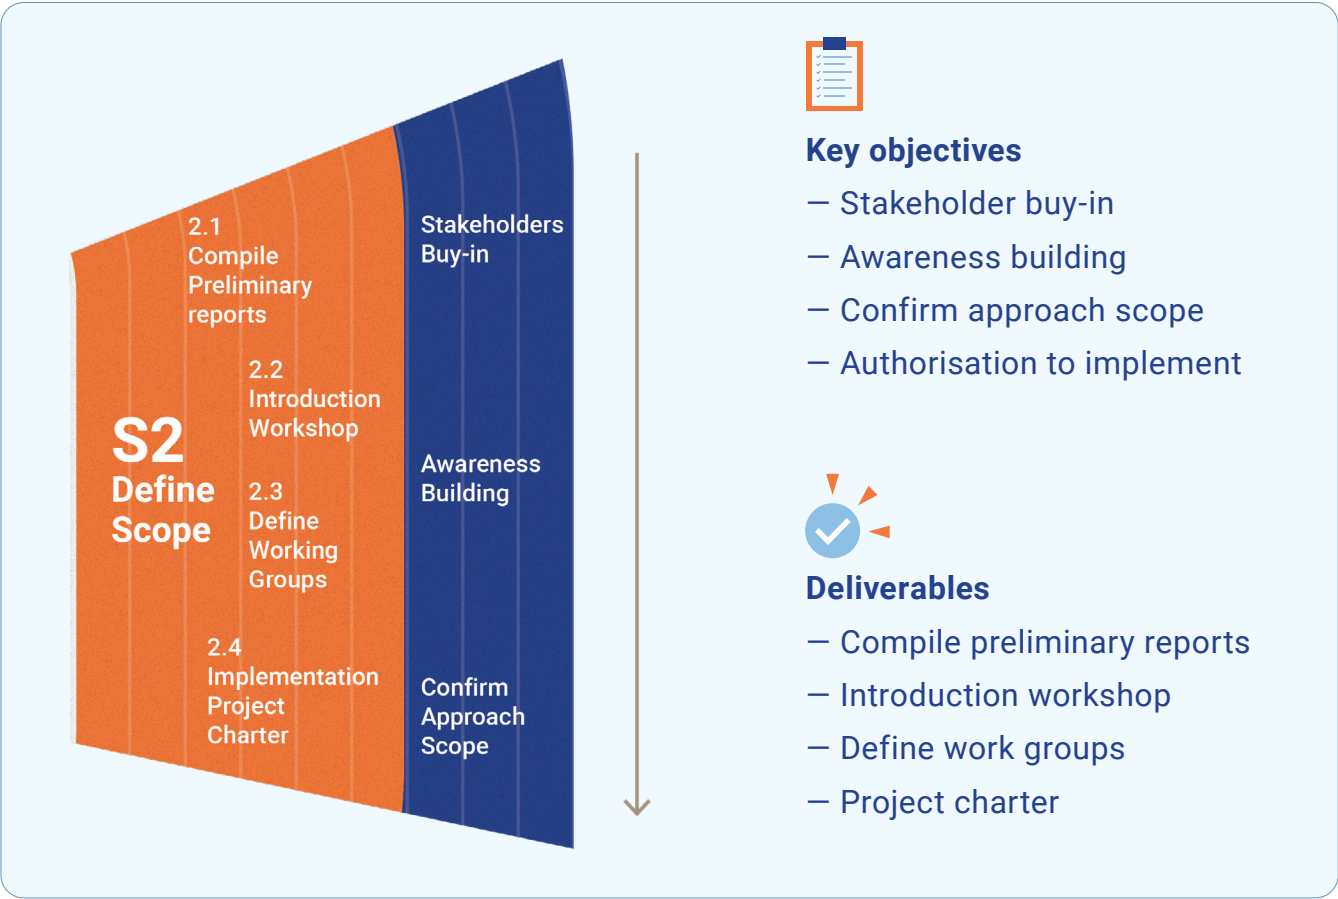 2.1
Compile
Preliminary
reports
2.2
Introduction
Workshop
S2
Define
Scope
2.3
Define
Working
Groups
2.4
Implementation
Project
Charter
Stakeholders
Buy-in
Awareness
Building
Confirm
Approach
Scope
Key objectives
— Stakeholder buy-in
— Awareness building
— Confirm approach scope
— Authorisation to implement
Deliverables
— Compile preliminary reports
— Introduction workshop
— Define work groups
— Project charter